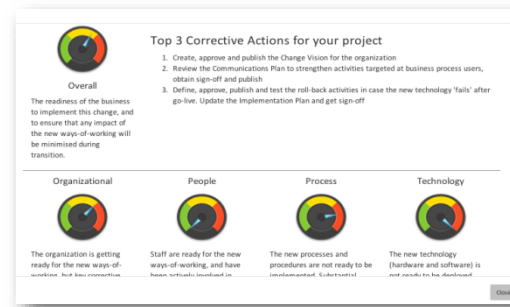 Top 3 Corrective Actions for your project
1. Create, approve and publish the Change Vision for the organization
2. Review the Communications Plan to strengthen activities targeted at business process users,
obtain sign-off and publish
3. Define, approve, publish and test the roll-back activities in case the new technology 'fails' after
go-live. Update the Implementation Plan and get sign-off
Overall
The readiness of the business
to implement this change, and
to ensure that any impact of
the new ways-of-working will
be minimised during
transition.
Organizational
The organization is getting
ready for the new ways-of-
working, but key corrective
People
Staff are ready for the new
ways-of-working, and have
been actively involved in
Process
The new processes and
procedures are not ready to be
implemented. Substantial
Technology
The new technology
(hardware and software) is
not ready to be deployed
Close